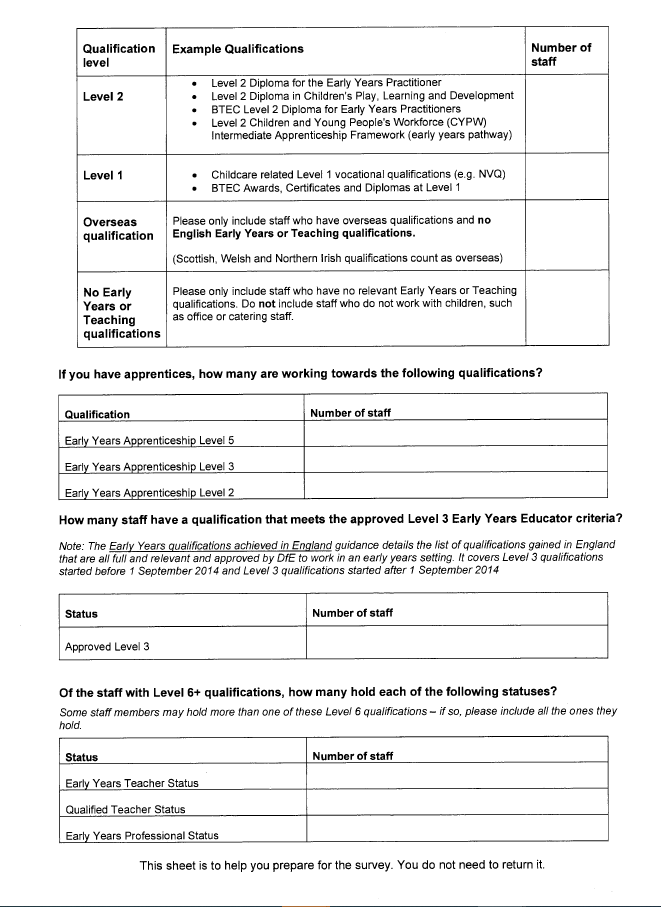 Qualification level
Example Qualifications
Number of staff
Level 2
• Level 2 Diploma for the Early Years Practitioner
• Level 2 Diploma in Children's Play, Learning and Development
• BTEC Level 2 Diploma for Early Years Practitioners
• Level 2 Children and Young People's Workforce (CYPW)
Intermediate Apprenticeship Framework (early years pathway)
Level 1
• Childcare related Level 1 vocational qualifications (e.g. NVQ)
• BTEC Awards, Certificates and Diplomas at Level 1
Overseas
qualification
Please only include staff who have overseas qualifications and no
English Early Years or Teaching qualifications.
(Scottish, Welsh and Northern Irish qualifications count as overseas)
No Early
Years or
Teaching
qualifications
Please only include staff who have no relevant Early Years or Teaching
qualifications. Do not include staff who do not work with children, such
as office or catering staff.
If you have apprentices, how many are working towards the following qualifications?
Qualification
Number of staff
Early Years Apprenticeship Level 5
Early Years Apprenticeship Level 3
Early Years Apprenticeship Level 2
How many staff have a qualification that meets the approved Level 3 Early Years Educator criteria?
Note: The Early Years qualifications achieved in England guidance details the list of qualifications gained in England
that are all full and relevant and approved by DfE to work in an early years setting. It covers Level 3 qualifications
started before 1 September 2014 and Level 3 qualifications started after 1 September 2014
Status
Number of staff
Approved Level 3
Of the staff with Level 6+ qualifications, how many hold each of the following statuses?
Some staff members may hold more than one of these Level 6 qualifications – if so, please include all the ones they
hold.
Status
Number of staff
Early Years Teacher Status
Qualified Teacher Status
Early Years Professional Status
This sheet is to help you prepare for the survey. You do not need to return it.